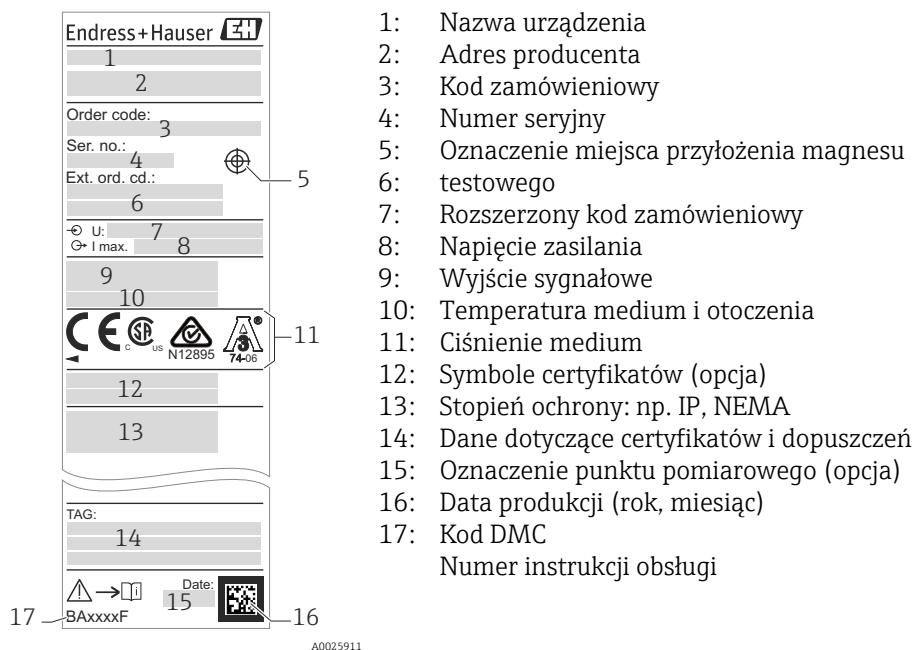 Endress+Hauser EH
1
2
Order code:
3
Ser. no.:
4
Ext. ord. cd.:
5
6
U: 7
I max. 8
9
10
CE C SA US N12895 A 3 ® 74-06
11
12
13
TAG:
14
Date:
15
16
17
BAxxxxF
A0025911
1: Nazwa urządzenia
2: Adres producenta
3: Kod zamówieniowy
4: Numer seryjny
5: Oznaczenie miejsca przyłożenia magnesu
6: testowego
7: Rozszerzony kod zamówieniowy
8: Napięcie zasilania
9: Wyjście sygnałowe
10: Temperatura medium i otoczenia
11: Ciśnienie medium
12: Symbole certyfikatów (opcja)
13: Stopień ochrony: np. IP, NEMA
14: Dane dotyczące certyfikatów i dopuszczeń
15: Oznaczenie punktu pomiarowego (opcja)
16: Data produkcji (rok, miesiąc)
17: Kod DMC
Numer instrukcji obsługi